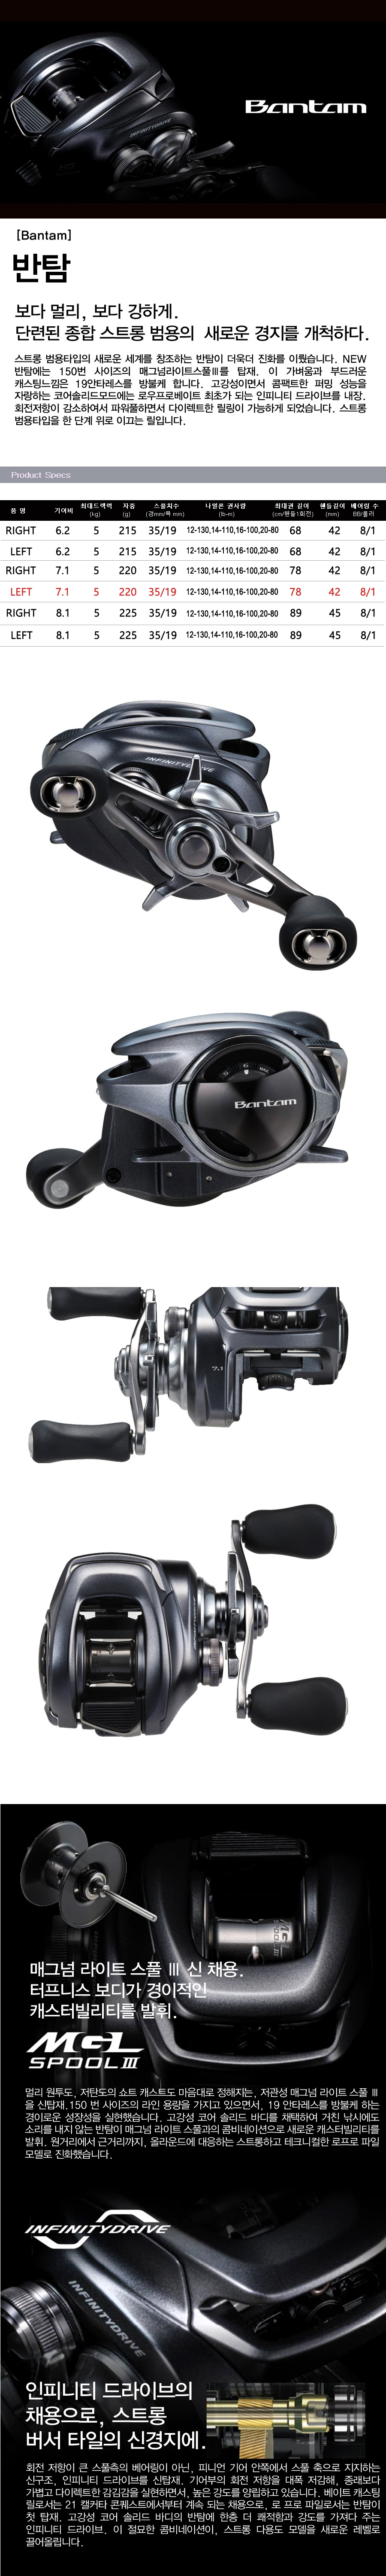 INFINITYDRIVE
Bantam
[Bantam]
반탐
보다 멀리, 보다 강하게.
단련된 종합 스트롱 범용의 새로운 경지를 개척하다.
스트롱 범용타입의 새로운 세계를 창조하는 반탐이 더욱더 진화를 이뤘습니다. NEW
반탐에는 150번 사이즈의 매그넘라이트스풀Ⅲ를 탑재. 이 가벼움과 부드러운
캐스팅느낌은 19안타레스를 방불케 합니다. 고강성이면서 콤팩트한 퍼밍 성능을
자랑하는 코어솔리드모드에는 로우프로베이트 최초가 되는 인피니티 드라이브를 내장.
회전저항이 감소하여서 파워풀하면서 다이렉트한 릴링이 가능하게 되었습니다. 스트롱
범용타입을 한 단계 위로 이끄는 릴입니다.
Product Specs
품 명 기어비 최대드랙력 (kg) 자중 (g) 스풀치수 (경mm/폭 mm) 나일론 권사량 (lb-m) 최대권 길이 (cm/핸들1회전) 핸들길이 (mm) 베어링 수 BB/롤러
RIGHT 6.2 5 215 35/19 12-130,14-110,16-100,20-80 68 42 8/1
LEFT 6.2 5 215 35/19 12-130,14-110,16-100,20-80 68 42 8/1
RIGHT 7.1 5 220 35/19 12-130,14-110,16-100,20-80 78 42 8/1
LEFT 7.1 5 220 35/19 12-130,14-110,16-100,20-80 78 42 8/1
RIGHT 8.1 5 225 35/19 12-130,14-110,16-100,20-80 89 45 8/1
LEFT 8.1 5 225 35/19 12-130,14-110,16-100,20-80 89 45 8/1
INFINITYDRIVE
Bantam
7.1
매그넘 라이트 스풀 Ⅲ 신 채용.
터프니스 보디가 경이적인
캐스터빌리티를 발휘.
MGL
SPOOL Ⅲ
멀리 원투도, 저탄도의 쇼트 캐스트도 마음대로 정해지는, 저관성 매그넘 라이트 스풀 Ⅲ
을 신탑재.150 번 사이즈의 라인 용량을 가지고 있으면서, 19 안타레스를 방불케 하는
경이로운 성장성을 실현했습니다. 고강성 코어 솔리드 바디를 채택하여 거친 낚시에도
소리를 내지 않는 반탐이 매그넘 라이트 스풀과의 콤비네이션으로 새로운 캐스터빌리티를
발휘. 원거리에서 근거리까지, 올라운드에 대응하는 스트롱하고 테크니컬한 로프로 파일
모델로 진화했습니다.
INFINITYDRIVE
INFINITYDRIVE
인피니티 드라이브의
채용으로, 스트롱
버서 타일의 신경지에.
회전 저항이 큰 스풀측의 베어링이 아닌, 피니언 기어 안쪽에서 스풀 축으로 지지하는
신구조, 인피니티 드라이브를 신탑재. 기어부의 회전 저항을 대폭 저감해, 종래보다
가볍고 다이렉트한 감김감을 실현하면서, 높은 강도를 양립하고 있습니다. 베이트 캐스팅
릴로서는 21 캘커타 콘퀘스트에서부터 계속 되는 채용으로, 로 프로 파일로서는 반탐이
첫 탑재. 고강성 코어 솔리드 바디의 반탐에 한층 더 쾌적함과 강도를 가져다 주는
인피니티 드라이브. 이 절묘한 콤비네이션이, 스트롱 다용도 모델을 새로운 레벨로
끌어올립니다.